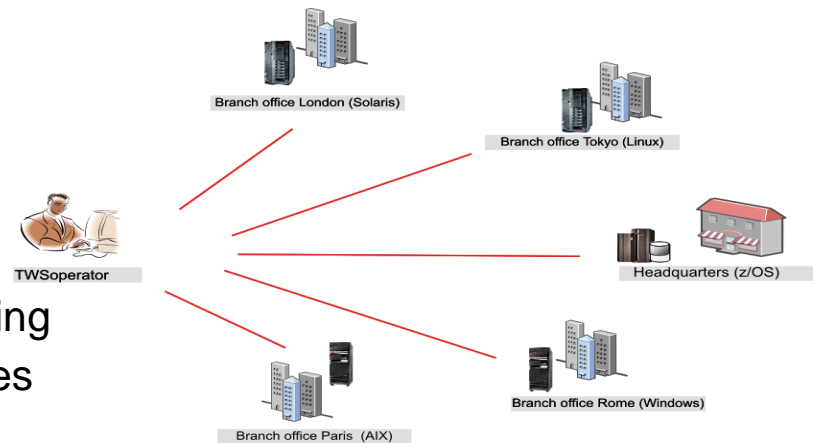 Branch office London (Solaris)
Branch office Tokyo (Linux)
TWSoperator
Headquarters (z/OS)
ing
es
Branch office Rome (Windows)
Branch office Paris (AIX)